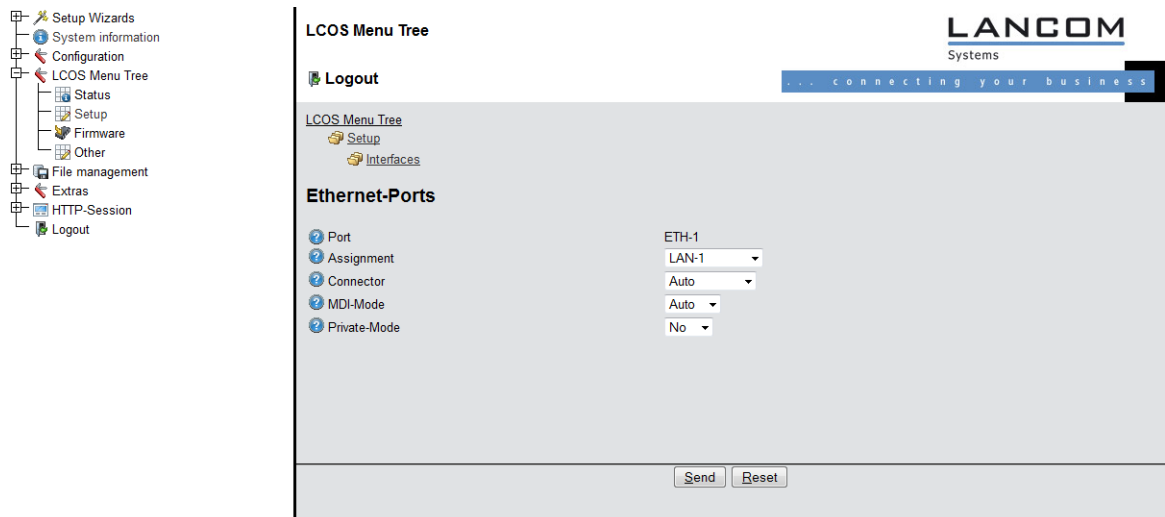 Setup Wizards
System information
Configuration
LCOS Menu Tree
Status
Setup
Firmware
Other
File management
Extras
HTTP-Session
Logout
LCOS Menu Tree
LANCOM
Systems
Logout
... connecting your business
LCOS Menu Tree
Setup
Interfaces
Ethernet-Ports
Port ETH-1
Assignment LAN-1
Connector Auto
MDI-Mode Auto
Private-Mode No
Send Reset